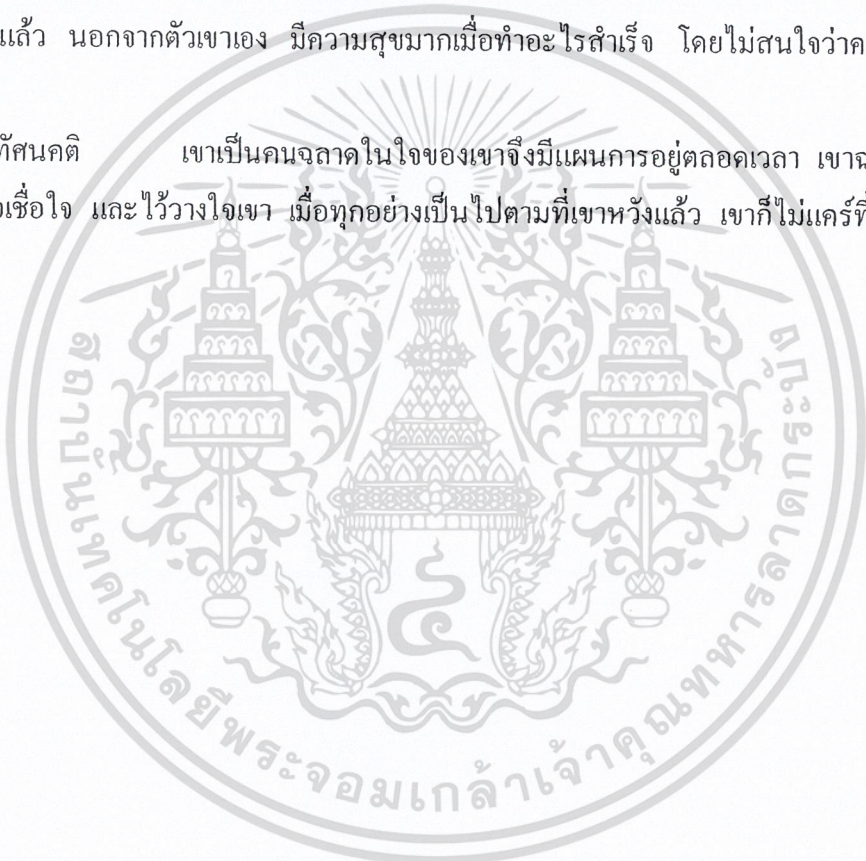 แล้ว นอกจากตัวเขาเอง มีความสุขมากเมื่อทำอะไรสำเร็จ โดยไม่สนใจว่าค
ทัศนคติ เขาเป็นคนฉลาดในใจของเขาจึงมีแผนการอยู่ตลอดเวลา เขาฉ
เชื่อใจ และไว้วางใจเขา เมื่อทุกอย่างเป็นไปตามที่เขาหวังแล้ว เขาก็ไม่แคร์ที่
สถาบันเทคโนโลยีพระจอมเกล้าเจ้าคุณทหารลาดกระบัง
๔